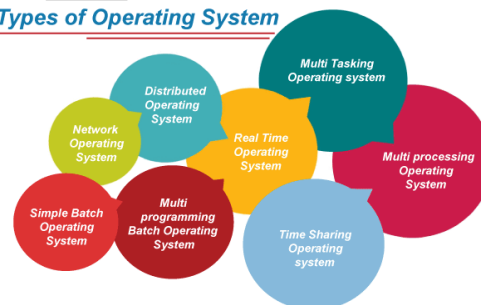 Types of Operating System
Multi Tasking
Operating system
Distributed
Operating
System
Network
Operating
System
Real Time
Operating
System
Multi processing
Operating
System
Simple Batch
Operating
System
Multi
programming
Batch Operating
System
Time Sharing
Operating
system